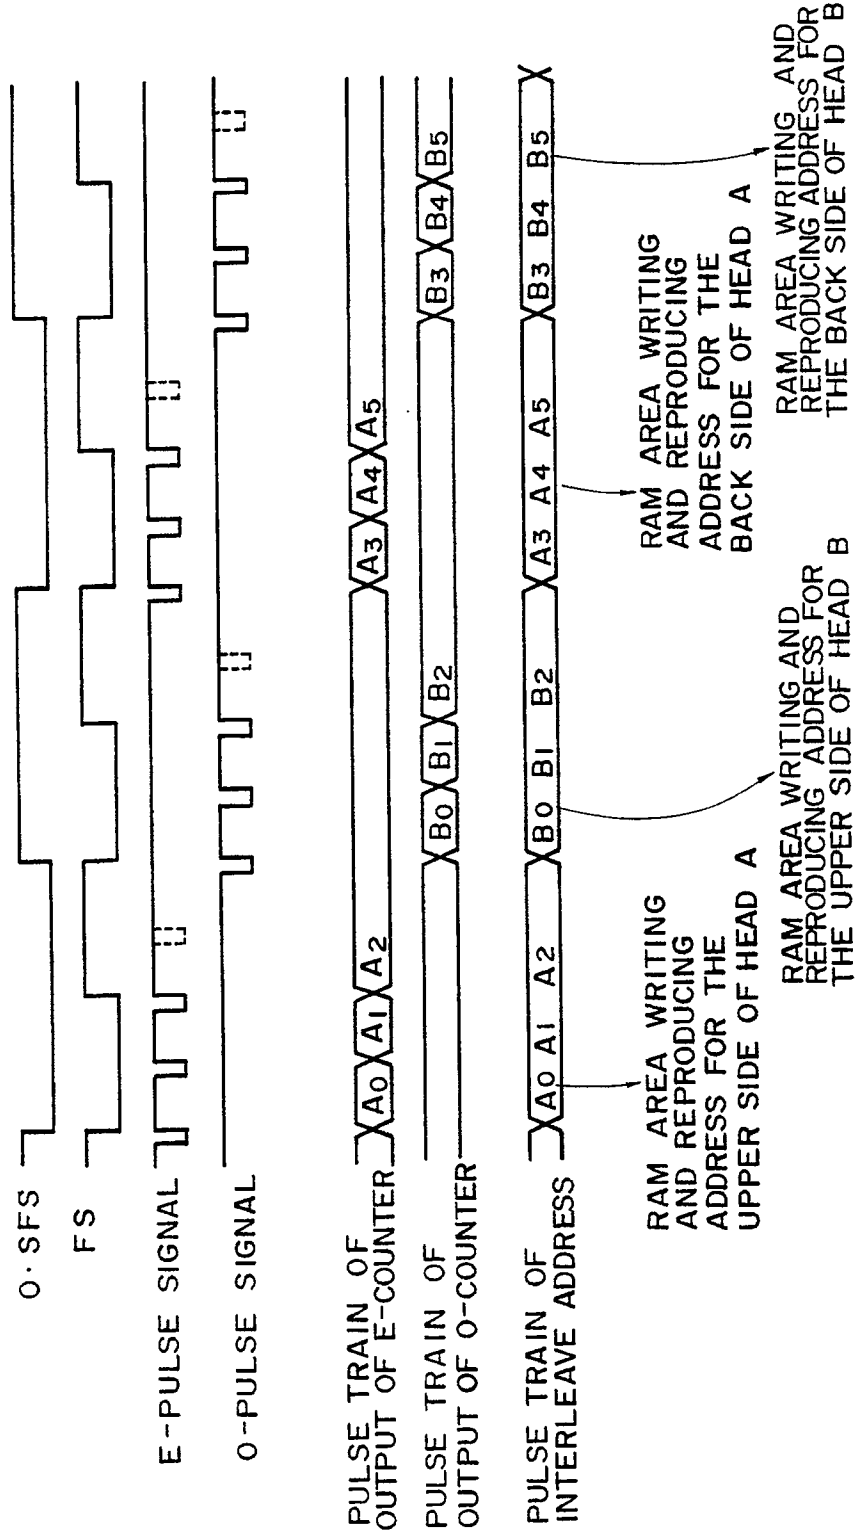 O·SFS
FS
E-PULSE SIGNAL
O-PULSE SIGNAL
PULSE TRAIN OF
OUTPUT OF E-COUNTER
A0 A1 A2 A3 A4 A5
PULSE TRAIN OF
OUTPUT OF O-COUNTER
B0 B1 B2 B3 B4 B5
PULSE TRAIN OF
INTERLEAVE ADDRESS
A0 A1 A2 B0 B1 B2 A3 A4 A5 B3 B4 B5
RAM AREA WRITING
AND REPRODUCING
ADDRESS FOR THE
UPPER SIDE OF HEAD A
RAM AREA WRITING AND
REPRODUCING ADDRESS FOR
THE UPPER SIDE OF HEAD B
RAM AREA WRITING
AND REPRODUCING
ADDRESS FOR THE
BACK SIDE OF HEAD A
RAM AREA WRITING AND
REPRODUCING ADDRESS FOR
THE BACK SIDE OF HEAD B